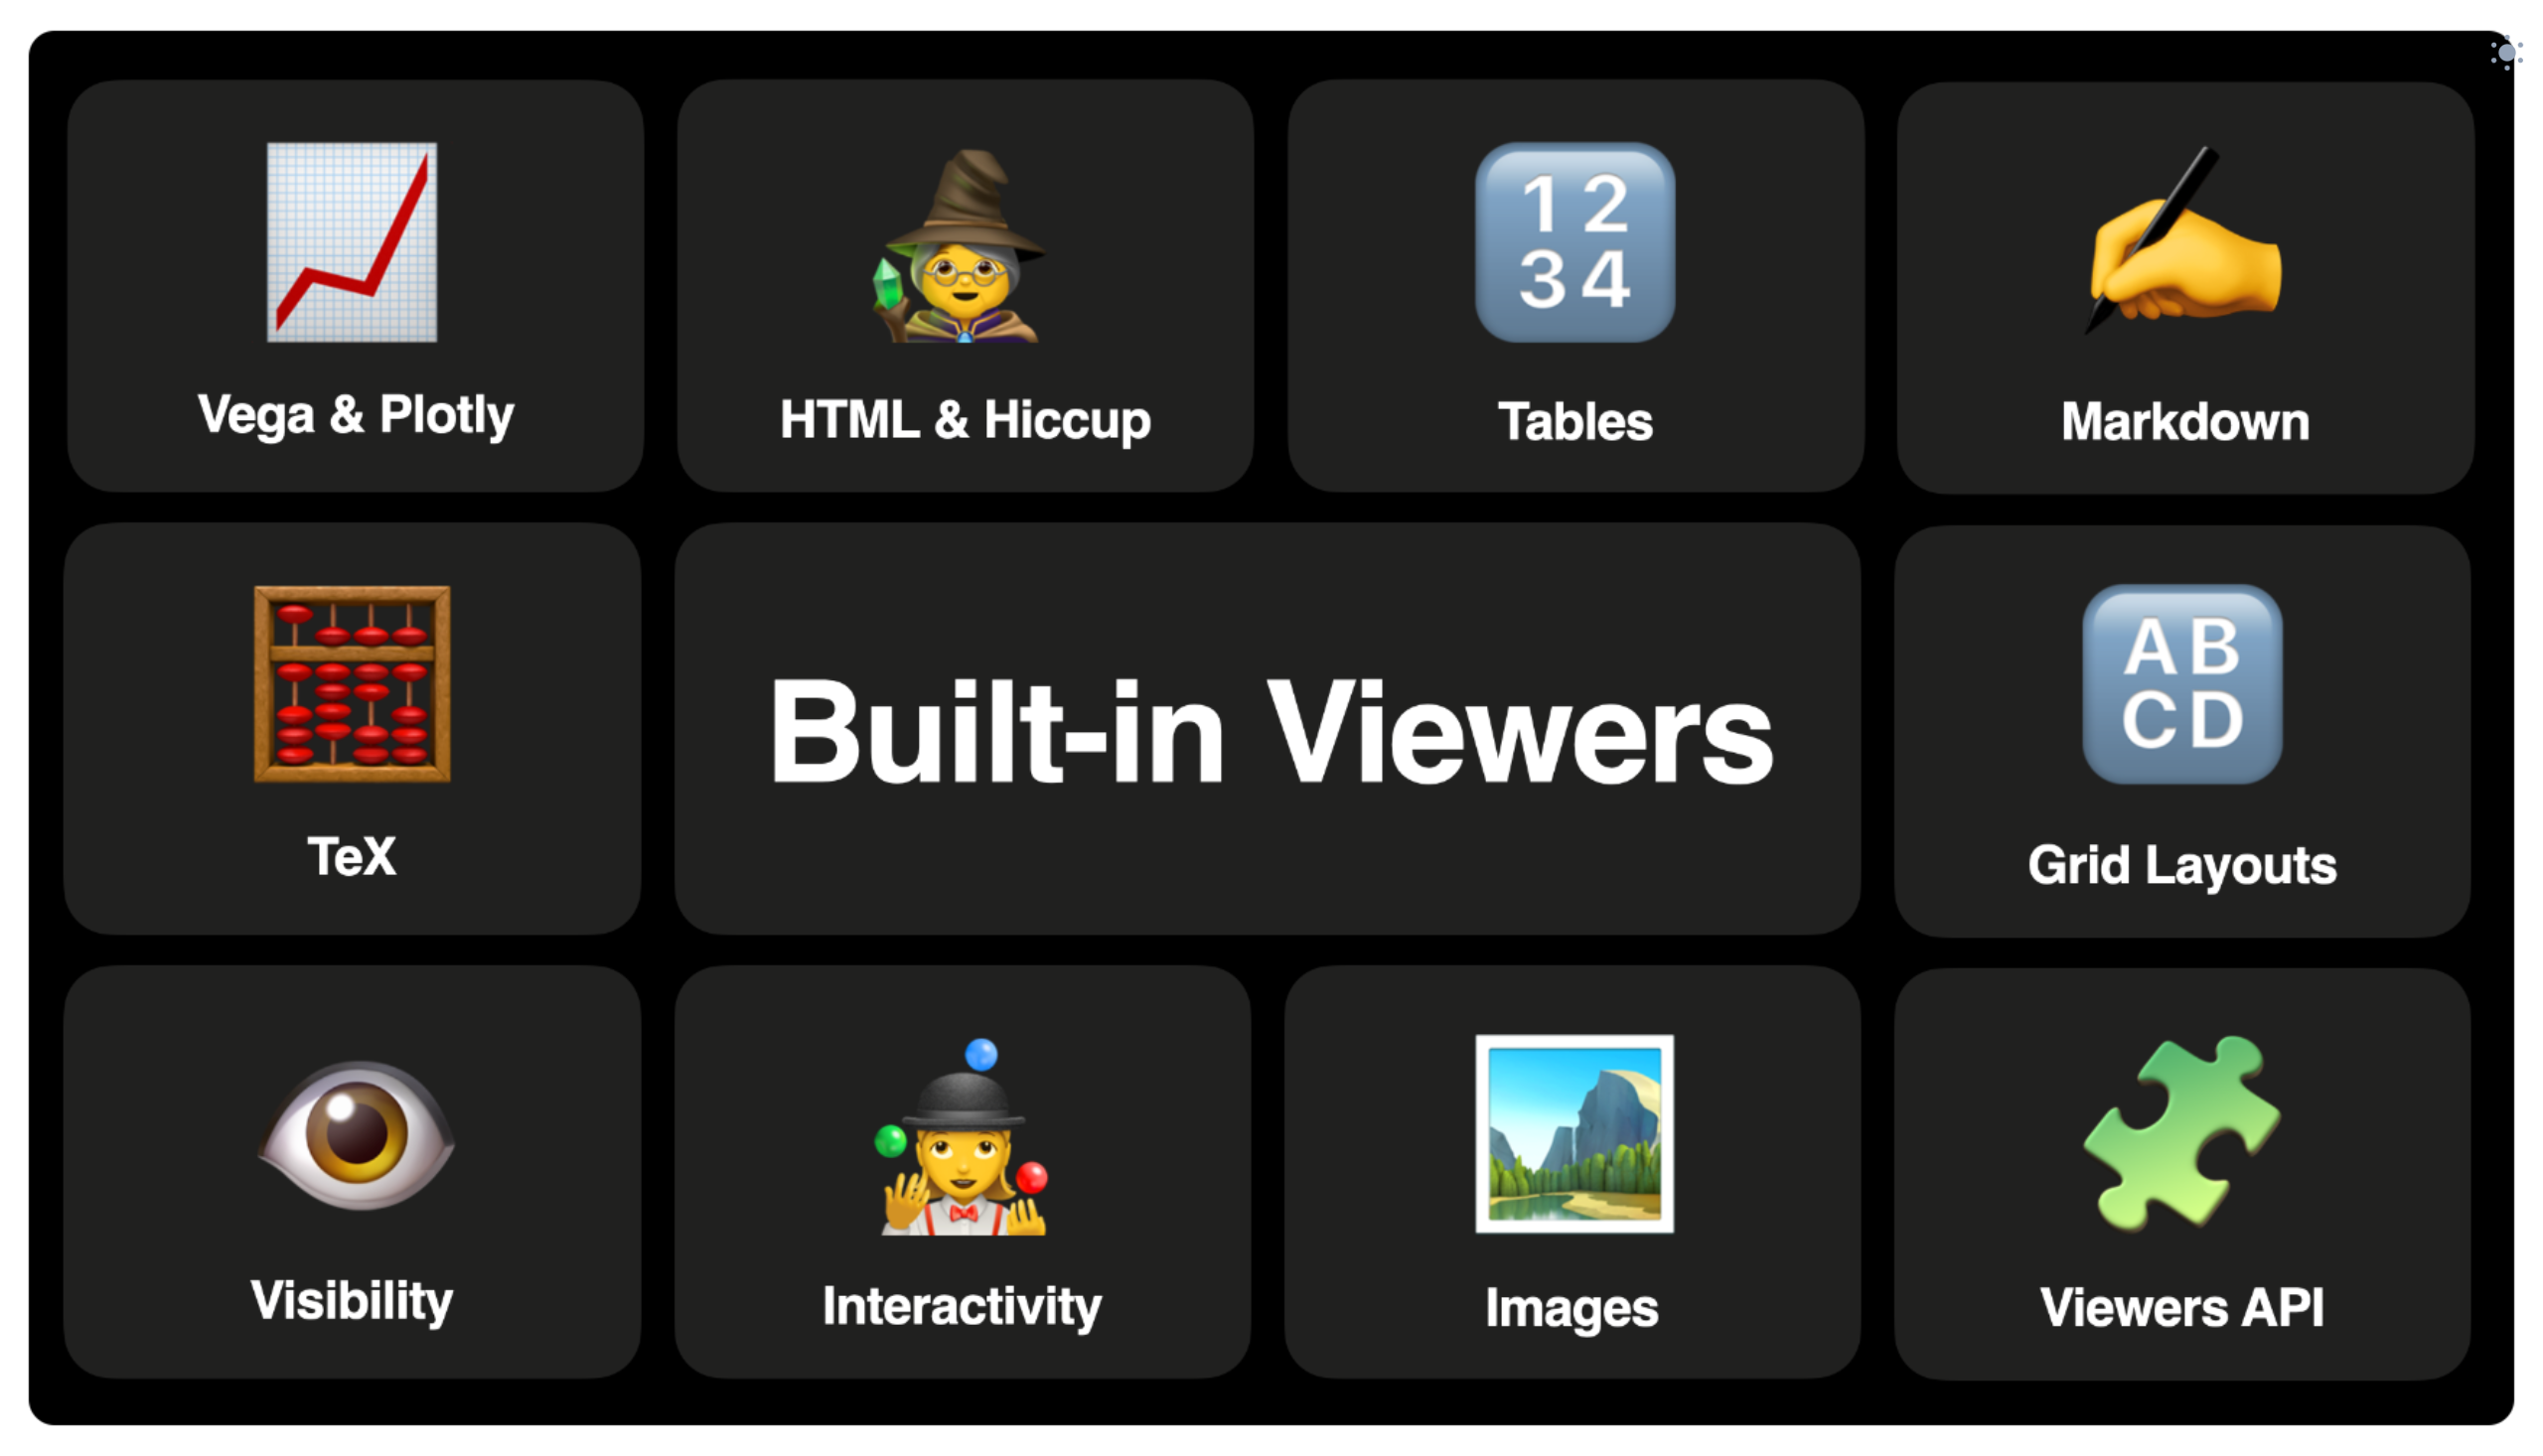 Vega & Plotly
HTML & Hiccup
1 2
3 4
Tables
Markdown
TeX
Built-in Viewers
A B
C D
Grid Layouts
Visibility
Interactivity
Images
Viewers API